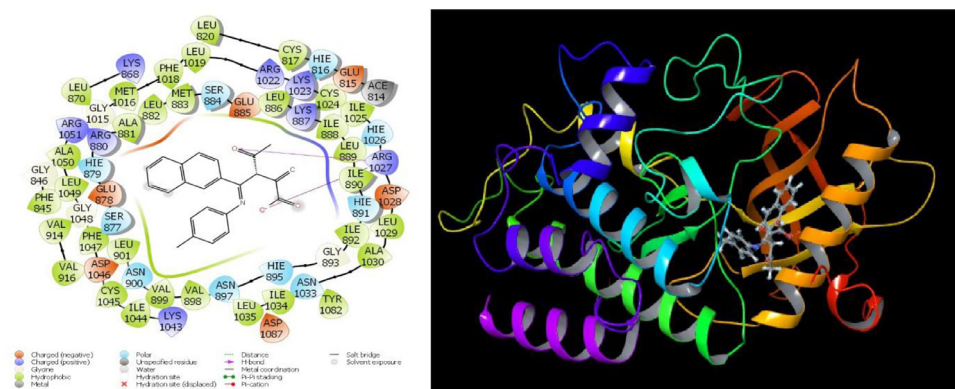 LEU
820
LEU
1019
CYS
817
HIE
816
GLU
815
ACE
814
LYS
868
PHE
1018
ARG
1022
LYS
1023
CYS
1024
LEU
870
MET
1016
MET
883
SER
884
GLU
885
LEU
886
LYS
887
ILE
1025
GLY
1015
LEU
882
ILE
888
HIE
1026
ARG
1051
ARG
880
ALA
881
LEU
889
ARG
1027
ALA
1050
HIE
879
ILE
890
GLY
846
LEU
1049
GLU
878
ASP
1028
PHE
845
GLY
1048
SER
877
HIE
891
LEU
1029
VAL
914
PHE
1047
LEU
901
ILE
892
ALA
1030
GLY
893
VAL
916
ASP
1046
ASN
900
HIE
895
ASN
1033
CYS
1045
VAL
899
VAL
898
ASN
897
ILE
1034
TYR
1082
ILE
1044
LYS
1043
LEU
1035
ASP
1087
O
C
O
O
N
Charged (negative)
Charged (positive)
Glycine
Hydrophobic
Metal
Polar
Unspecified residue
Water
Hydration site
Hydration site (displaced)
Distance
H-bond
Metal coordination
Pi-Pi stacking
Pi-cation
Salt bridge
Solvent exposure